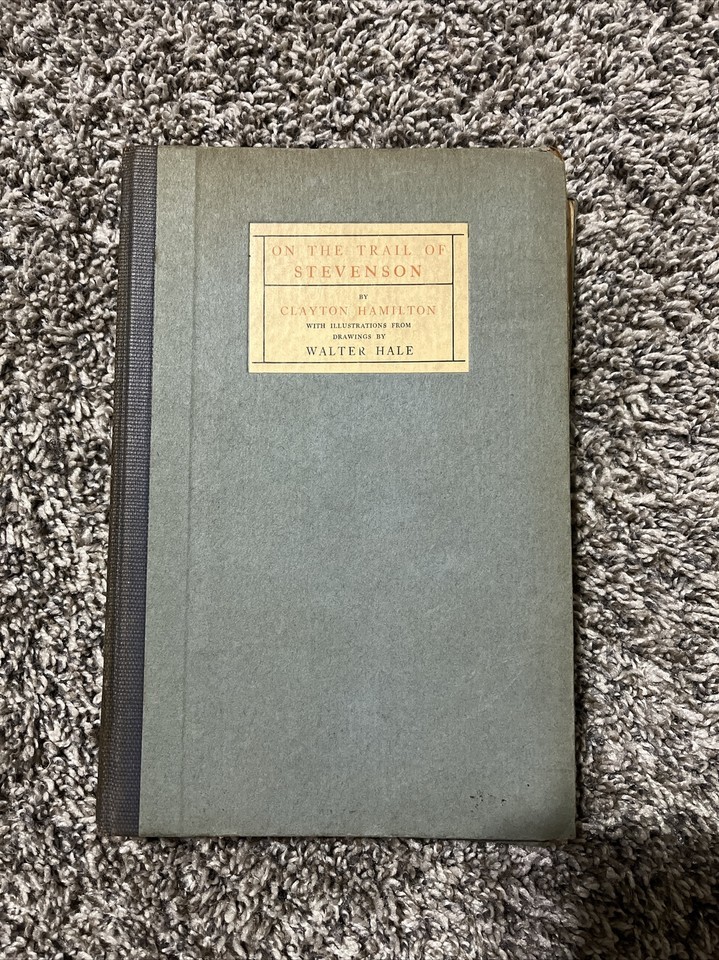 ON THE TRAIL OF
STEVENSON
BY
CLAYTON HAMILTON
WITH ILLUSTRATIONS FROM
DRAWINGS BY
WALTER HALE